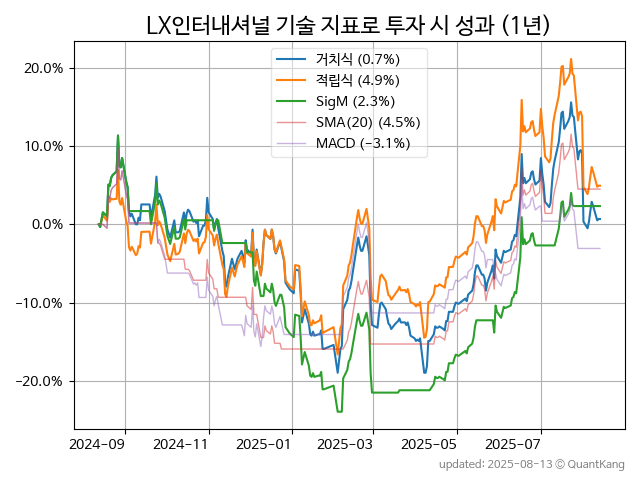 LX인터내셔널 기술 지표로 투자 시 성과 (1년)
거치식 (0.7%)
적립식 (4.9%)
SigM (2.3%)
SMA(20) (4.5%)
MACD (−3.1%)
20.0%
10.0%
0.0%
−10.0%
−20.0%
2024-09 2024-11 2025-01 2025-03 2025-05 2025-07
updated: 2025-08-13 ⓒ QuantKang